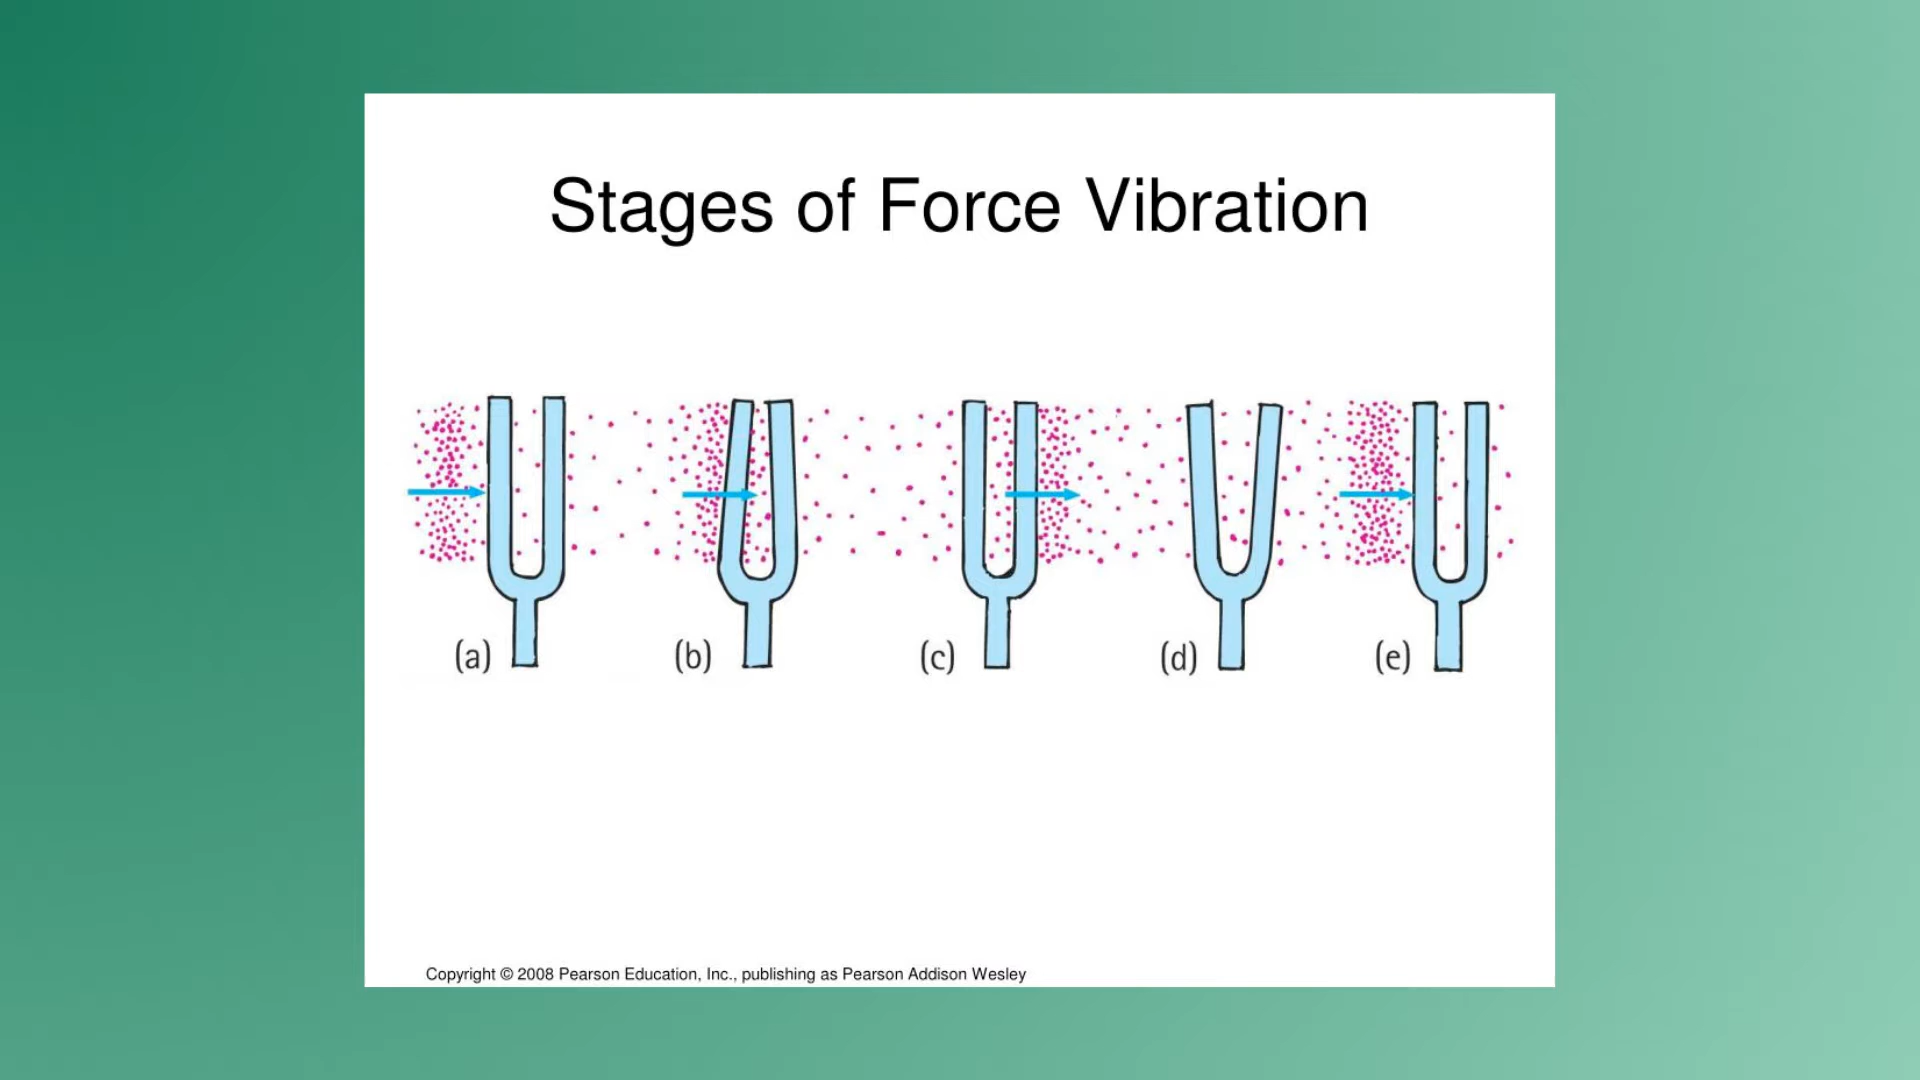 Stages of Force Vibration
(a) (b) (c) (d) (e)
Copyright © 2008 Pearson Education, Inc., publishing as Pearson Addison Wesley